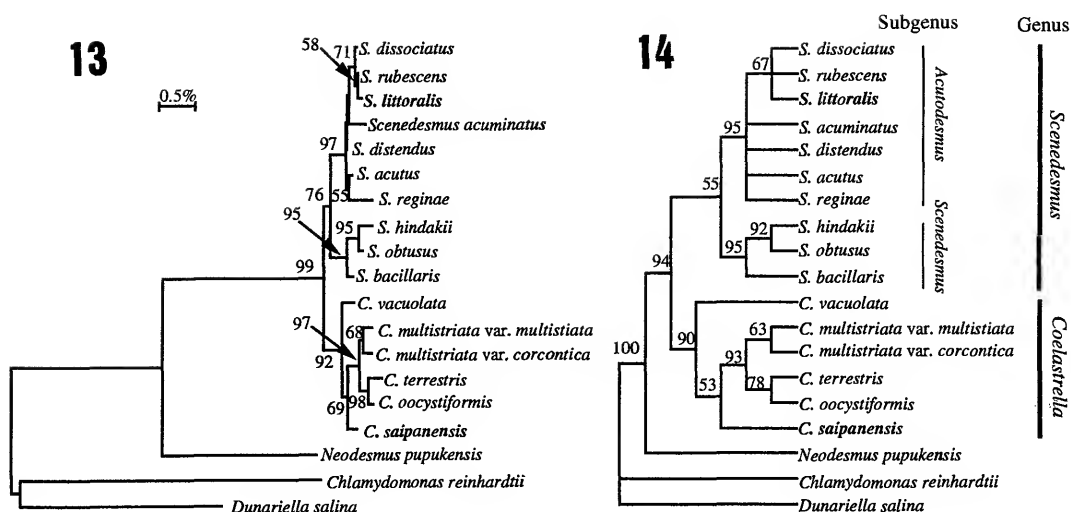 13
0.5%
58
71
S. dissociatus
S. rubescens
S. littoralis
Scenedesmus acuminatus
97
S. distendus
S. acutus
76
55
S. reginae
95
95
S. hindakii
S. obtusus
S. bacillaris
99
C. vacuolata
97
68
C. multistriata var. multistiata
C. multistriata var. corcontica
92
C. terrestris
69
98
C. oocystiformis
C. saipanensis
Neodesmus pupukensis
Chlamydomonas reinhardtii
Dunariella salina
14
Subgenus
Genus
S. dissociatus
67
S. rubescens
S. littoralis
95
S. acuminatus
S. distendus
S. acutus
55
S. reginae
92
S. hindakii
95
S. obtusus
S. bacillaris
94
C. vacuolata
90
63
C. multistriata var. multistiata
93
C. multistriata var. corcontica
53
78
C. terrestris
C. oocystiformis
C. saipanensis
100
Neodesmus pupukensis
Chlamydomonas reinhardtii
Dunariella salina
Acutodesmus
Scenedesmus
Scenedesmus
Coelastrella